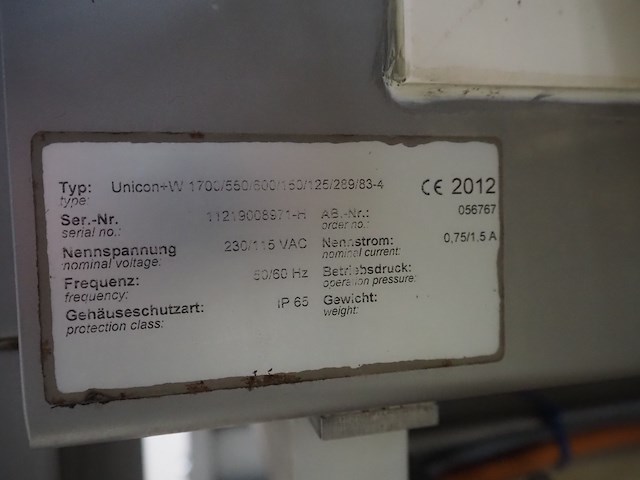 Typ: Unicon+W 1700/550/600/150/125/289/83-4 CE 2012
type:
Ser.-Nr. 11219008971-H AB.-Nr.: 056767
serial no.: order no.:
Nennspannung 230/115 VAC Nennstrom: 0,75/1.5 A
nominal voltage: nominal current:
Frequenz: 50/60 Hz Betriebsdruck:
frequency: operation pressure:
Gehäuseschutzart: IP 65 Gewicht:
protection class: weight: